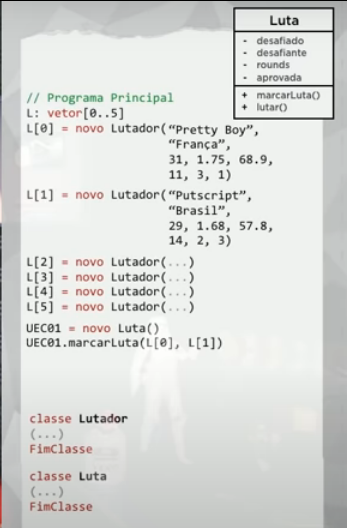 Luta
- desafiado
- desafiante
- rounds
- aprovada
+ marcarLuta()
+ lutar()
// Programa Principal
L: vetor[0..5]
L[0] = novo Lutador(“Pretty Boy”,
“França”,
31, 1.75, 68.9,
11, 3, 1)
L[1] = novo Lutador(“Putscript”,
“Brasil”,
29, 1.68, 57.8,
14, 2, 3)
L[2] = novo Lutador(...)
L[3] = novo Lutador(...)
L[4] = novo Lutador(...)
L[5] = novo Lutador(...)
UEC01 = novo Luta()
UEC01.marcarLuta(L[0], L[1])
classe Lutador
(...)
FimClasse
classe Luta
(...)
FimClasse